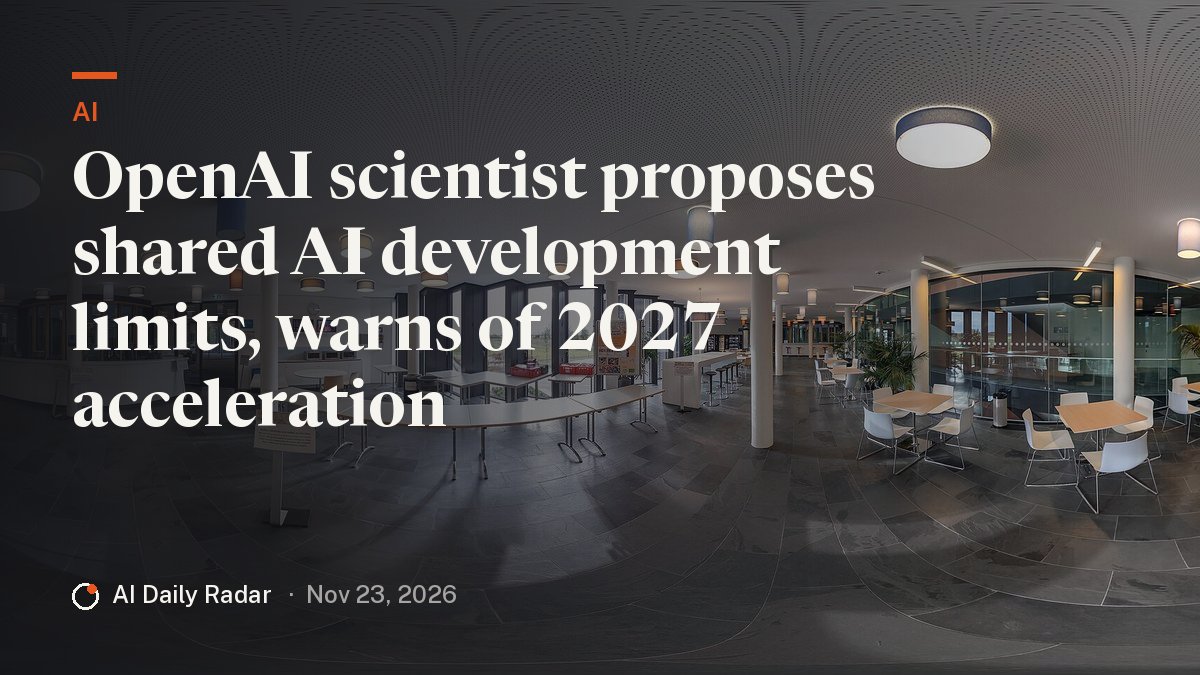 AI
OpenAI scientist proposes
shared AI development
limits, warns of 2027
acceleration
AI Daily Radar · Nov 23, 2026